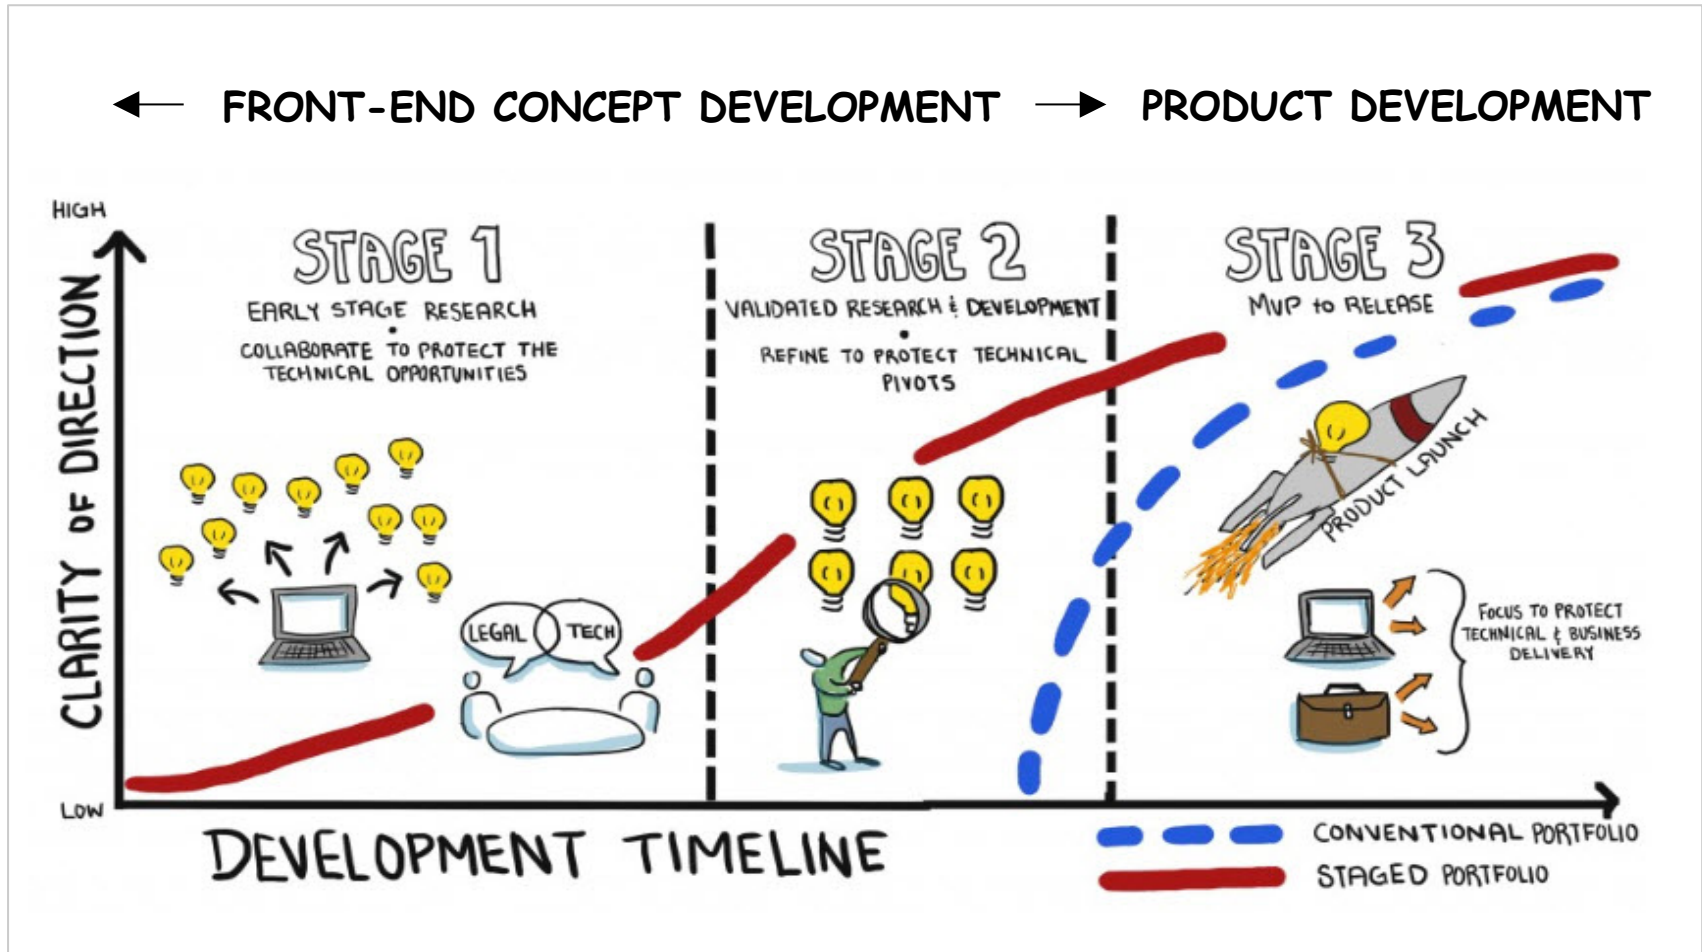 FRONT-END CONCEPT DEVELOPMENT
PRODUCT DEVELOPMENT
HIGH
CLARITY OF DIRECTION
LOW
STAGE 1
EARLY STAGE RESEARCH
•
COLLABORATE TO PROTECT THE
TECHNICAL OPPORTUNITIES
LEGAL
TECH
STAGE 2
VALIDATED RESEARCH & DEVELOPMENT
•
REFINE TO PROTECT TECHNICAL
PIVOTS
STAGE 3
MVP to RELEASE
PRODUCT LAUNCH
FOCUS TO PROTECT
TECHNICAL & BUSINESS
DELIVERY
DEVELOPMENT TIMELINE
CONVENTIONAL PORTFOLIO
STAGED PORTFOLIO